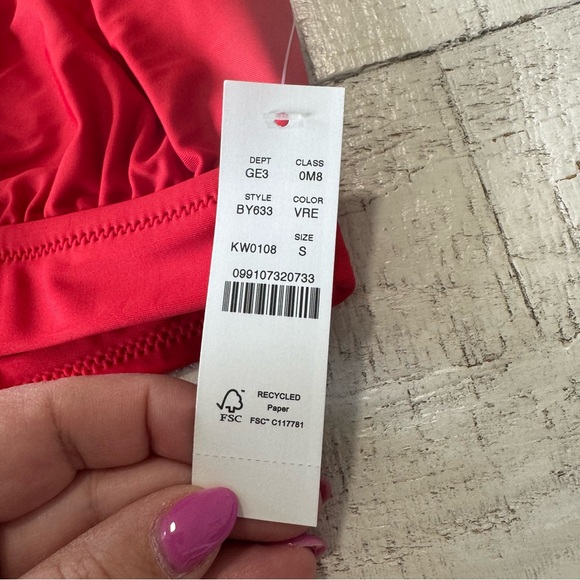 DEPT CLASS
GE3 0M8
STYLE COLOR
BY633 VRE
SIZE
KW0108 S
099107320733
RECYCLED
Paper
FSC™ C117781
FSC